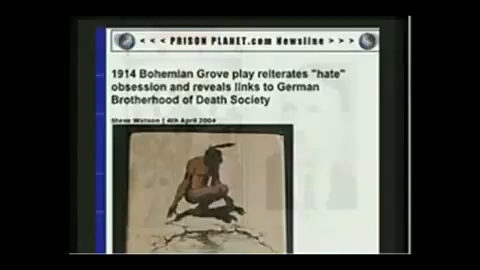 < < < PRISON PLANET.com Newsline > > >
1914 Bohemian Grove play reiterates "hate"
obsession and reveals links to German
Brotherhood of Death Society
Steve Watson | 4th April 2004